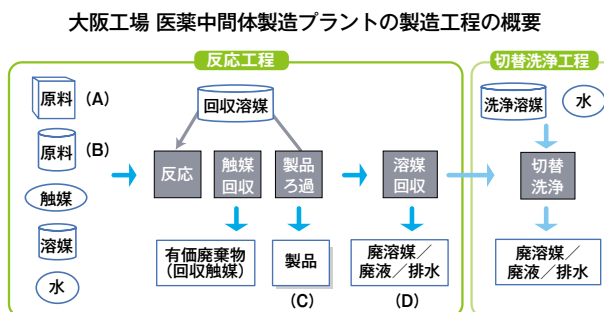 大阪工場 医薬中間体製造プラントの製造工程の概要
反応工程
原料
(A)
原料
(B)
触媒
溶媒
水
回収溶媒
反応
触媒
回収
製品
ろ過
溶媒
回収
有価廃棄物
(回収触媒)
製品
(C)
廃溶媒/
廃液/排水
(D)
切替洗浄工程
洗浄溶媒
水
切替
洗浄
廃溶媒/
廃液/排水